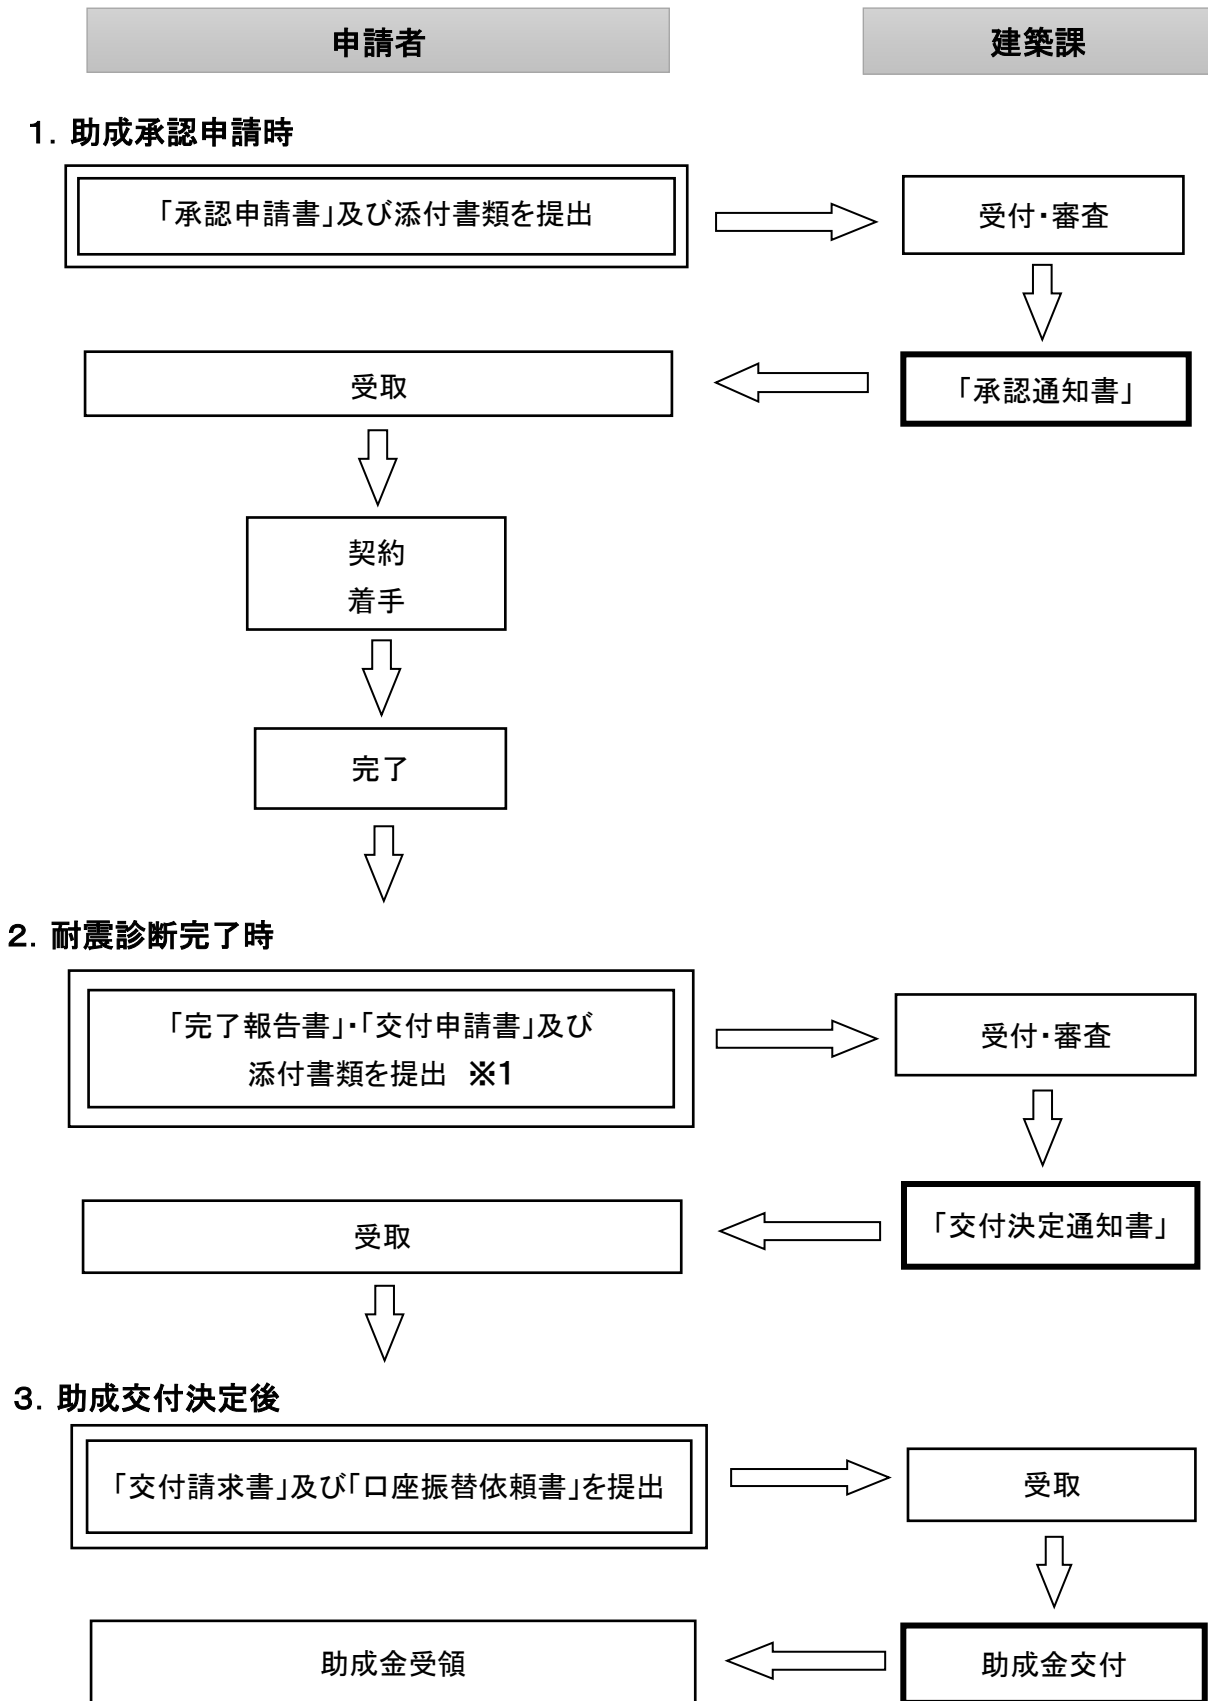 申請者
建築課
1．助成承認申請時
「承認申請書」及び添付書類を提出
受付・審査
受取
「承認通知書」
契約
着手
完了
2．耐震診断完了時
「完了報告書」・「交付申請書」及び
添付書類を提出　※1
受付・審査
受取
「交付決定通知書」
3．助成交付決定後
「交付請求書」及び「口座振替依頼書」を提出
受取
助成金受領
助成金交付